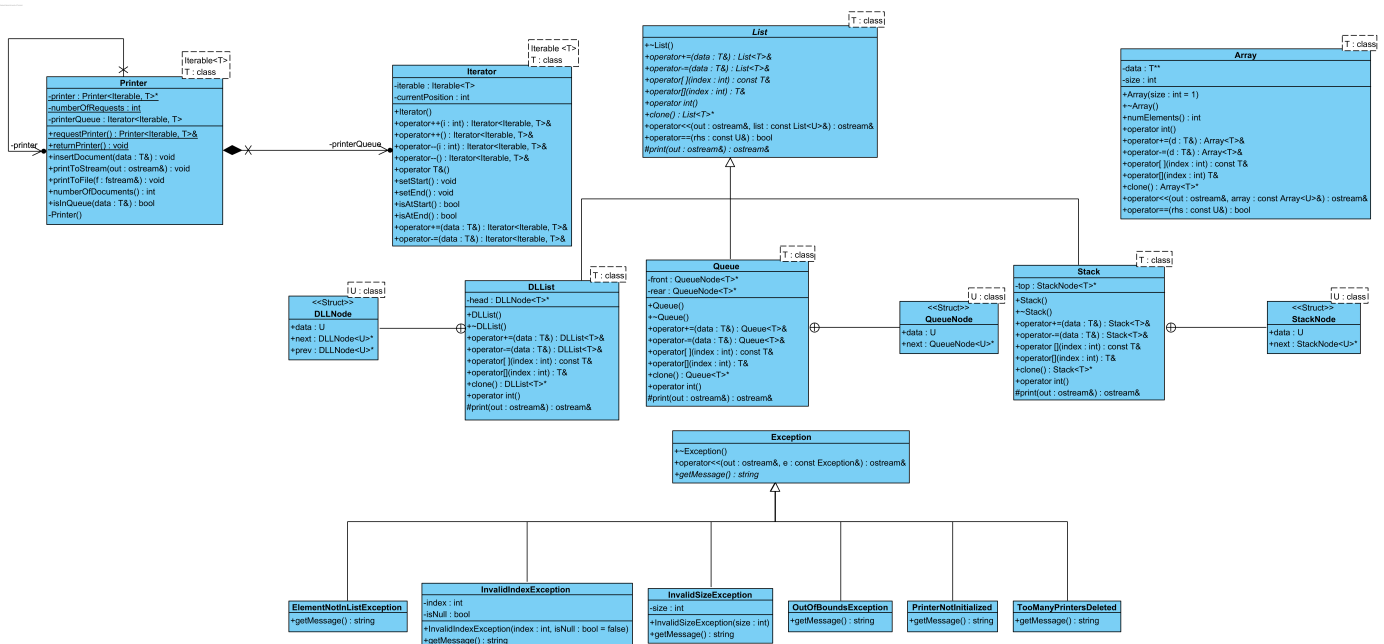 Iterable<T>
T : class
Printer
-printer : Printer<Iterable, T>*
-numberOfRequests : int
-printerQueue : Iterator<Iterable, T>
+requestPrinter() : Printer<Iterable, T>&
+returnPrinter() : void
+insertDocument(data : T&) : void
+printToStream(out : ostream&) : void
+printToFile(f : fstream&) : void
+numberOfDocuments() : int
+isInQueue(data : T&) : bool
-Printer()
-printer
-printerQueue
Iterable <T>
T : class
Iterator
-iterable : Iterable<T>
-currentPosition : int
+Iterator()
+operator++(i : int) : Iterator<Iterable, T>&
+operator++() : Iterator<Iterable, T>&
+operator--(i : int) : Iterator<Iterable, T>&
+operator--() : Iterator<Iterable, T>&
+operator T&()
+setStart() : void
+setEnd() : void
+isAtStart() : bool
+isAtEnd() : bool
+operator+=(data : T&) : Iterator<Iterable, T>&
+operator-=(data : T&) : Iterator<Iterable, T>&
T : class
List
+~List()
+operator+=(data : T&) : List<T>&
+operator-=(data : T&) : List<T>&
+operator[ ](index : int) : const T&
+operator[](index : int) : T&
+operator int()
+clone() : List<T>*
+operator<<(out : ostream&, list : const List<U>&) : ostream&
+operator==(rhs : const U&) : bool
#print(out : ostream&) : ostream&
T : class
Array
-data : T**
-size : int
+Array(size : int = 1)
+~Array()
+numElements() : int
+operator int()
+operator+=(d : T&) : Array<T>&
+operator-=(d : T&) : Array<T>&
+operator[ ](index : int) : const T&
+operator[](index : int) T&
+clone() : Array<T>*
+operator<<(out : ostream&, array : const Array<U>&) : ostream&
+operator==(rhs : const U&) : bool
U : class
<<Struct>>
DLLNode
+data : U
+next : DLLNode<U>*
+prev : DLLNode<U>*
T : class
DLList
-head : DLLNode<T>*
+DLList()
+~DLList()
+operator+=(data : T&) : DLList<T>&
+operator-=(data : T&) : DLList<T>&
+operator[ ](index : int) : const T&
+operator[](index : int) : T&
+clone() : DLList<T>*
+operator int()
#print(out : ostream&) : ostream&
T : class
Queue
-front : QueueNode<T>*
-rear : QueueNode<T>*
+Queue()
+~Queue()
+operator+=(data : T&) : Queue<T>&
+operator-=(data : T&) : Queue<T>&
+operator[ ](index : int) : const T&
+operator[](index : int) : T&
+clone() : Queue<T>*
+operator int()
#print(out : ostream&) : ostream&
U : class
<<Struct>>
QueueNode
+data : U
+next : QueueNode<U>*
T : class
Stack
-top : StackNode<T>*
+Stack()
+~Stack()
+operator+=(data : T&) : Stack<T>&
+operator-=(data : T&) : Stack<T>&
+operator[ ](index : int) : const T&
+operator[](index : int) : T&
+clone() : Stack<T>*
+operator int()
#print(out : ostream&) : ostream&
U : class
<<Struct>>
StackNode
+data : U
+next : StackNode<U>*
Exception
+~Exception()
+operator<<(out : ostream&, e : const Exception&) : ostream&
+getMessage() : string
ElementNotInListException
+getMessage() : string
InvalidIndexException
-index : int
-isNull : bool
+InvalidIndexException(index : int, isNull : bool = false)
+getMessage() : string
InvalidSizeException
-size : int
+InvalidSizeException(size : int)
+getMessage() : string
OutOfBoundsException
+getMessage() : string
PrinterNotInitialized
+getMessage() : string
TooManyPrintersDeleted
+getMessage() : string